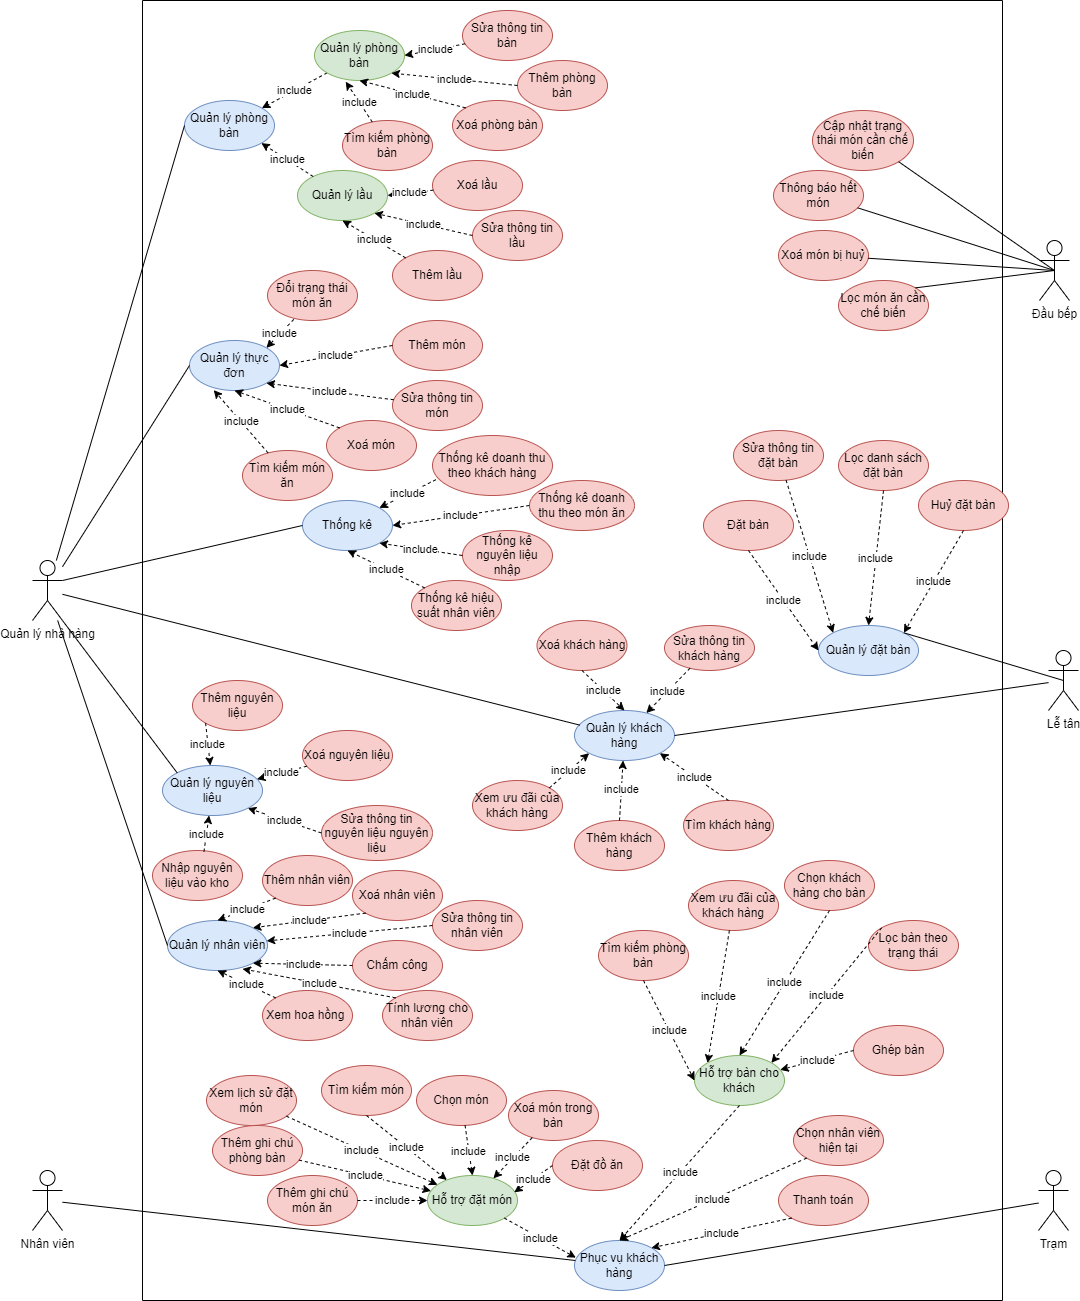 Sửa thông tin
bàn
Quản lý phòng
bàn
include
Thêm phòng
bàn
include
include
include
include
Quản lý phòng
bàn
Xoá phòng bàn
Tìm kiếm phòng
bàn
include
Quản lý lầu
include
Xoá lầu
include
Sửa thông tin
lầu
include
Thêm lầu
Cập nhật trạng
thái món cần chế
biến
Thông báo hết
món
Xoá món bị huỷ
Lọc món ăn cần
chế biến
Đầu bếp
Đổi trạng thái
món ăn
include
Quản lý thực
đơn
include
Thêm món
include
Sửa thông tin
món
include
include
Xoá món
Tìm kiếm món
ăn
Thống kê doanh thu
theo khách hàng
include
Thống kê
include
Thống kê doanh
thu theo món ăn
include
Thống kê
nguyên liệu
nhập
include
Thống kê hiệu
suất nhân viên
Sửa thông tin
đặt bàn
Lọc danh sách
đặt bàn
Đặt bàn
Huỷ đặt bàn
include
include
include
include
Quản lý đặt bàn
Quản lý nhà hàng
Lễ tân
Xoá khách hàng
Sửa thông tin
khách hàng
include
include
Quản lý khách
hàng
include
include
include
Xem ưu đãi của
khách hàng
Thêm khách
hàng
Tìm khách hàng
Thêm nguyên
liệu
include
Xoá nguyên liệu
include
Quản lý nguyên
liệu
include
Sửa thông tin
nguyên liệu nguyên
liệu
include
Nhập nguyên
liệu vào kho
Thêm nhân viên
include
Xoá nhân viên
include
Sửa thông tin
nhân viên
include
Quản lý nhân viên
include
Chấm công
include
include
Xem hoa hồng
Tính lương cho
nhân viên
Chọn khách
hàng cho bàn
Xem ưu đãi của
khách hàng
Tìm kiếm phòng
bàn
Lọc bàn theo
trạng thái
include
include
include
include
include
Ghép bàn
Hỗ trợ bàn cho
khách
include
Xem lịch sử đặt
món
Tìm kiếm món
Chọn món
Xoá món trong
bàn
Thêm ghi chú
phòng bàn
include
include
include
include
Đặt đồ ăn
include
include
Thêm ghi chú
món ăn
include
Hỗ trợ đặt món
include
Chọn nhân viên
hiện tại
include
Thanh toán
include
Phục vụ khách
hàng
Nhân viên
Trạm